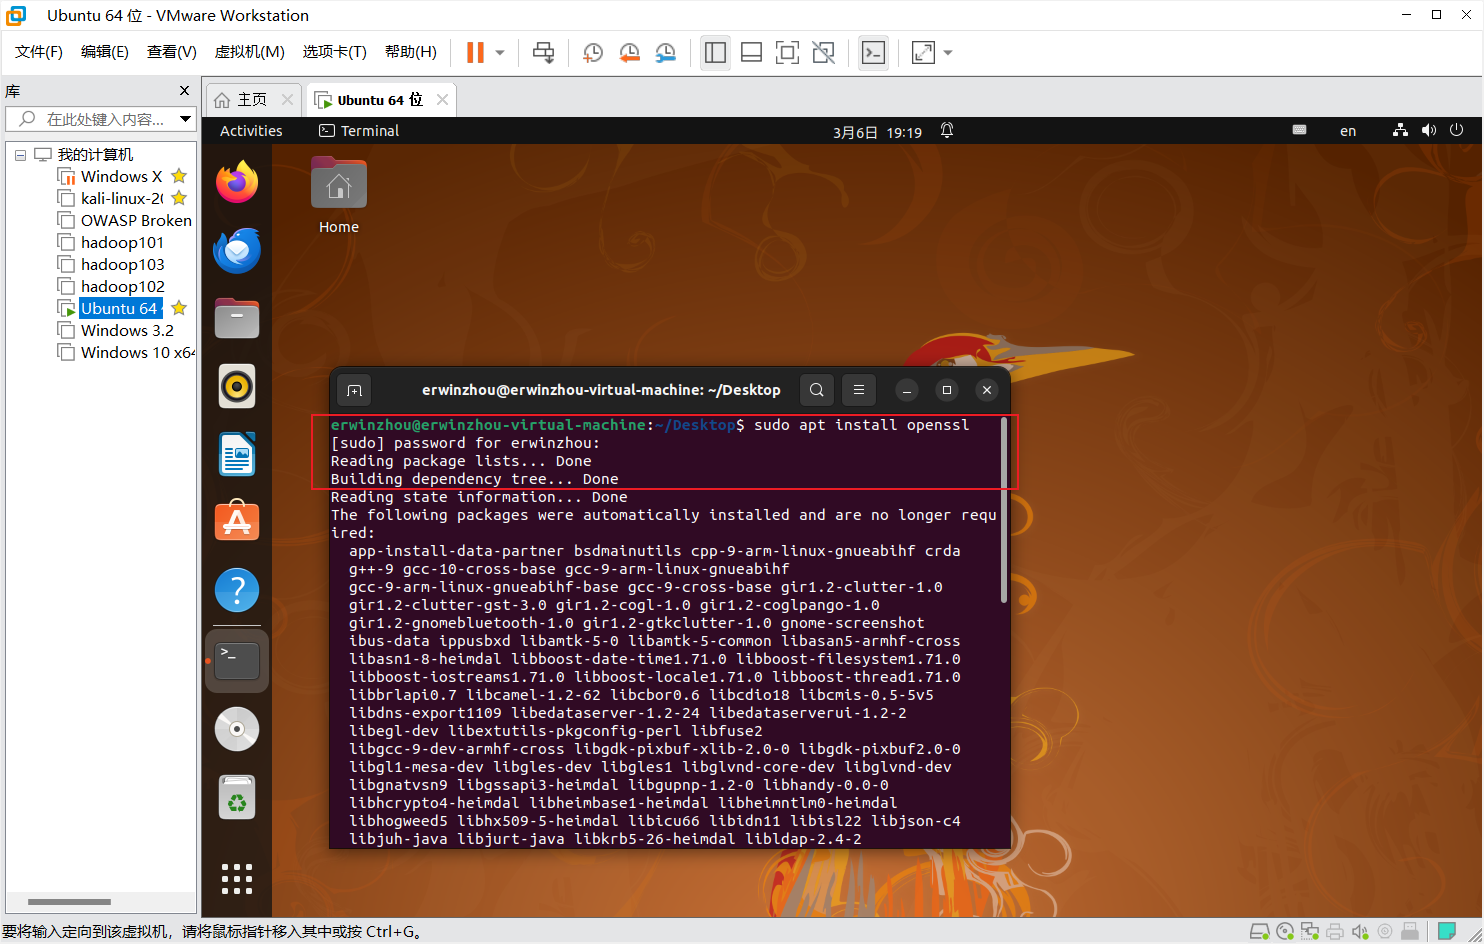 Ubuntu 64 位 - VMware Workstation
文件(F) 编辑(E) 查看(V) 虚拟机(M) 选项卡(T) 帮助(H)
库
在此处键入内容...
我的计算机
Windows X
kali-linux-20
OWASP Broken
hadoop101
hadoop103
hadoop102
Ubuntu 64
Windows 3.2
Windows 10 x64
主页 Ubuntu 64 位
Activities Terminal 3月6日 19:19 en
Home
erwinzhou@erwinzhou-virtual-machine: ~/Desktop
erwinzhou@erwinzhou-virtual-machine:~/Desktop$ sudo apt install openssl
[sudo] password for erwinzhou:
Reading package lists... Done
Building dependency tree... Done
Reading state information... Done
The following packages were automatically installed and are no longer requ
ired:
app-install-data-partner bsdmainutils cpp-9-arm-linux-gnueabihf crda
g++-9 gcc-10-cross-base gcc-9-arm-linux-gnueabihf
gcc-9-arm-linux-gnueabihf-base gcc-9-cross-base gir1.2-clutter-1.0
gir1.2-clutter-gst-3.0 gir1.2-cogl-1.0 gir1.2-coglpango-1.0
gir1.2-gnomebluetooth-1.0 gir1.2-gtkclutter-1.0 gnome-screenshot
ibus-data ippusbxd libamtk-5-0 libamtk-5-common libasan5-armhf-cross
libasn1-8-heimdal libboost-date-time1.71.0 libboost-filesystem1.71.0
libboost-iostreams1.71.0 libboost-locale1.71.0 libboost-thread1.71.0
libbrlapi0.7 libcamel-1.2-62 libcbor0.6 libcdio18 libcmis-0.5-5v5
libdns-export1109 libedataserver-1.2-24 libedataserverui-1.2-2
libegl-dev libextutils-pkgconfig-perl libfuse2
libgcc-9-dev-armhf-cross libgdk-pixbuf-xlib-2.0-0 libgdk-pixbuf2.0-0
libgl1-mesa-dev libgles-dev libgles1 libglvnd-core-dev libglvnd-dev
libgnatvsn9 libgssapi3-heimdal libgupnp-1.2-0 libhandy-0.0-0
libhcrypto4-heimdal libheimbase1-heimdal libheimntlm0-heimdal
libhogweed5 libhx509-5-heimdal libicu66 libidn11 libisl22 libjson-c4
libjuh-java libjurt-java libkrb5-26-heimdal libldap-2.4-2
要将输入定向到该虚拟机，请将鼠标指针移入其中或按 Ctrl+G。